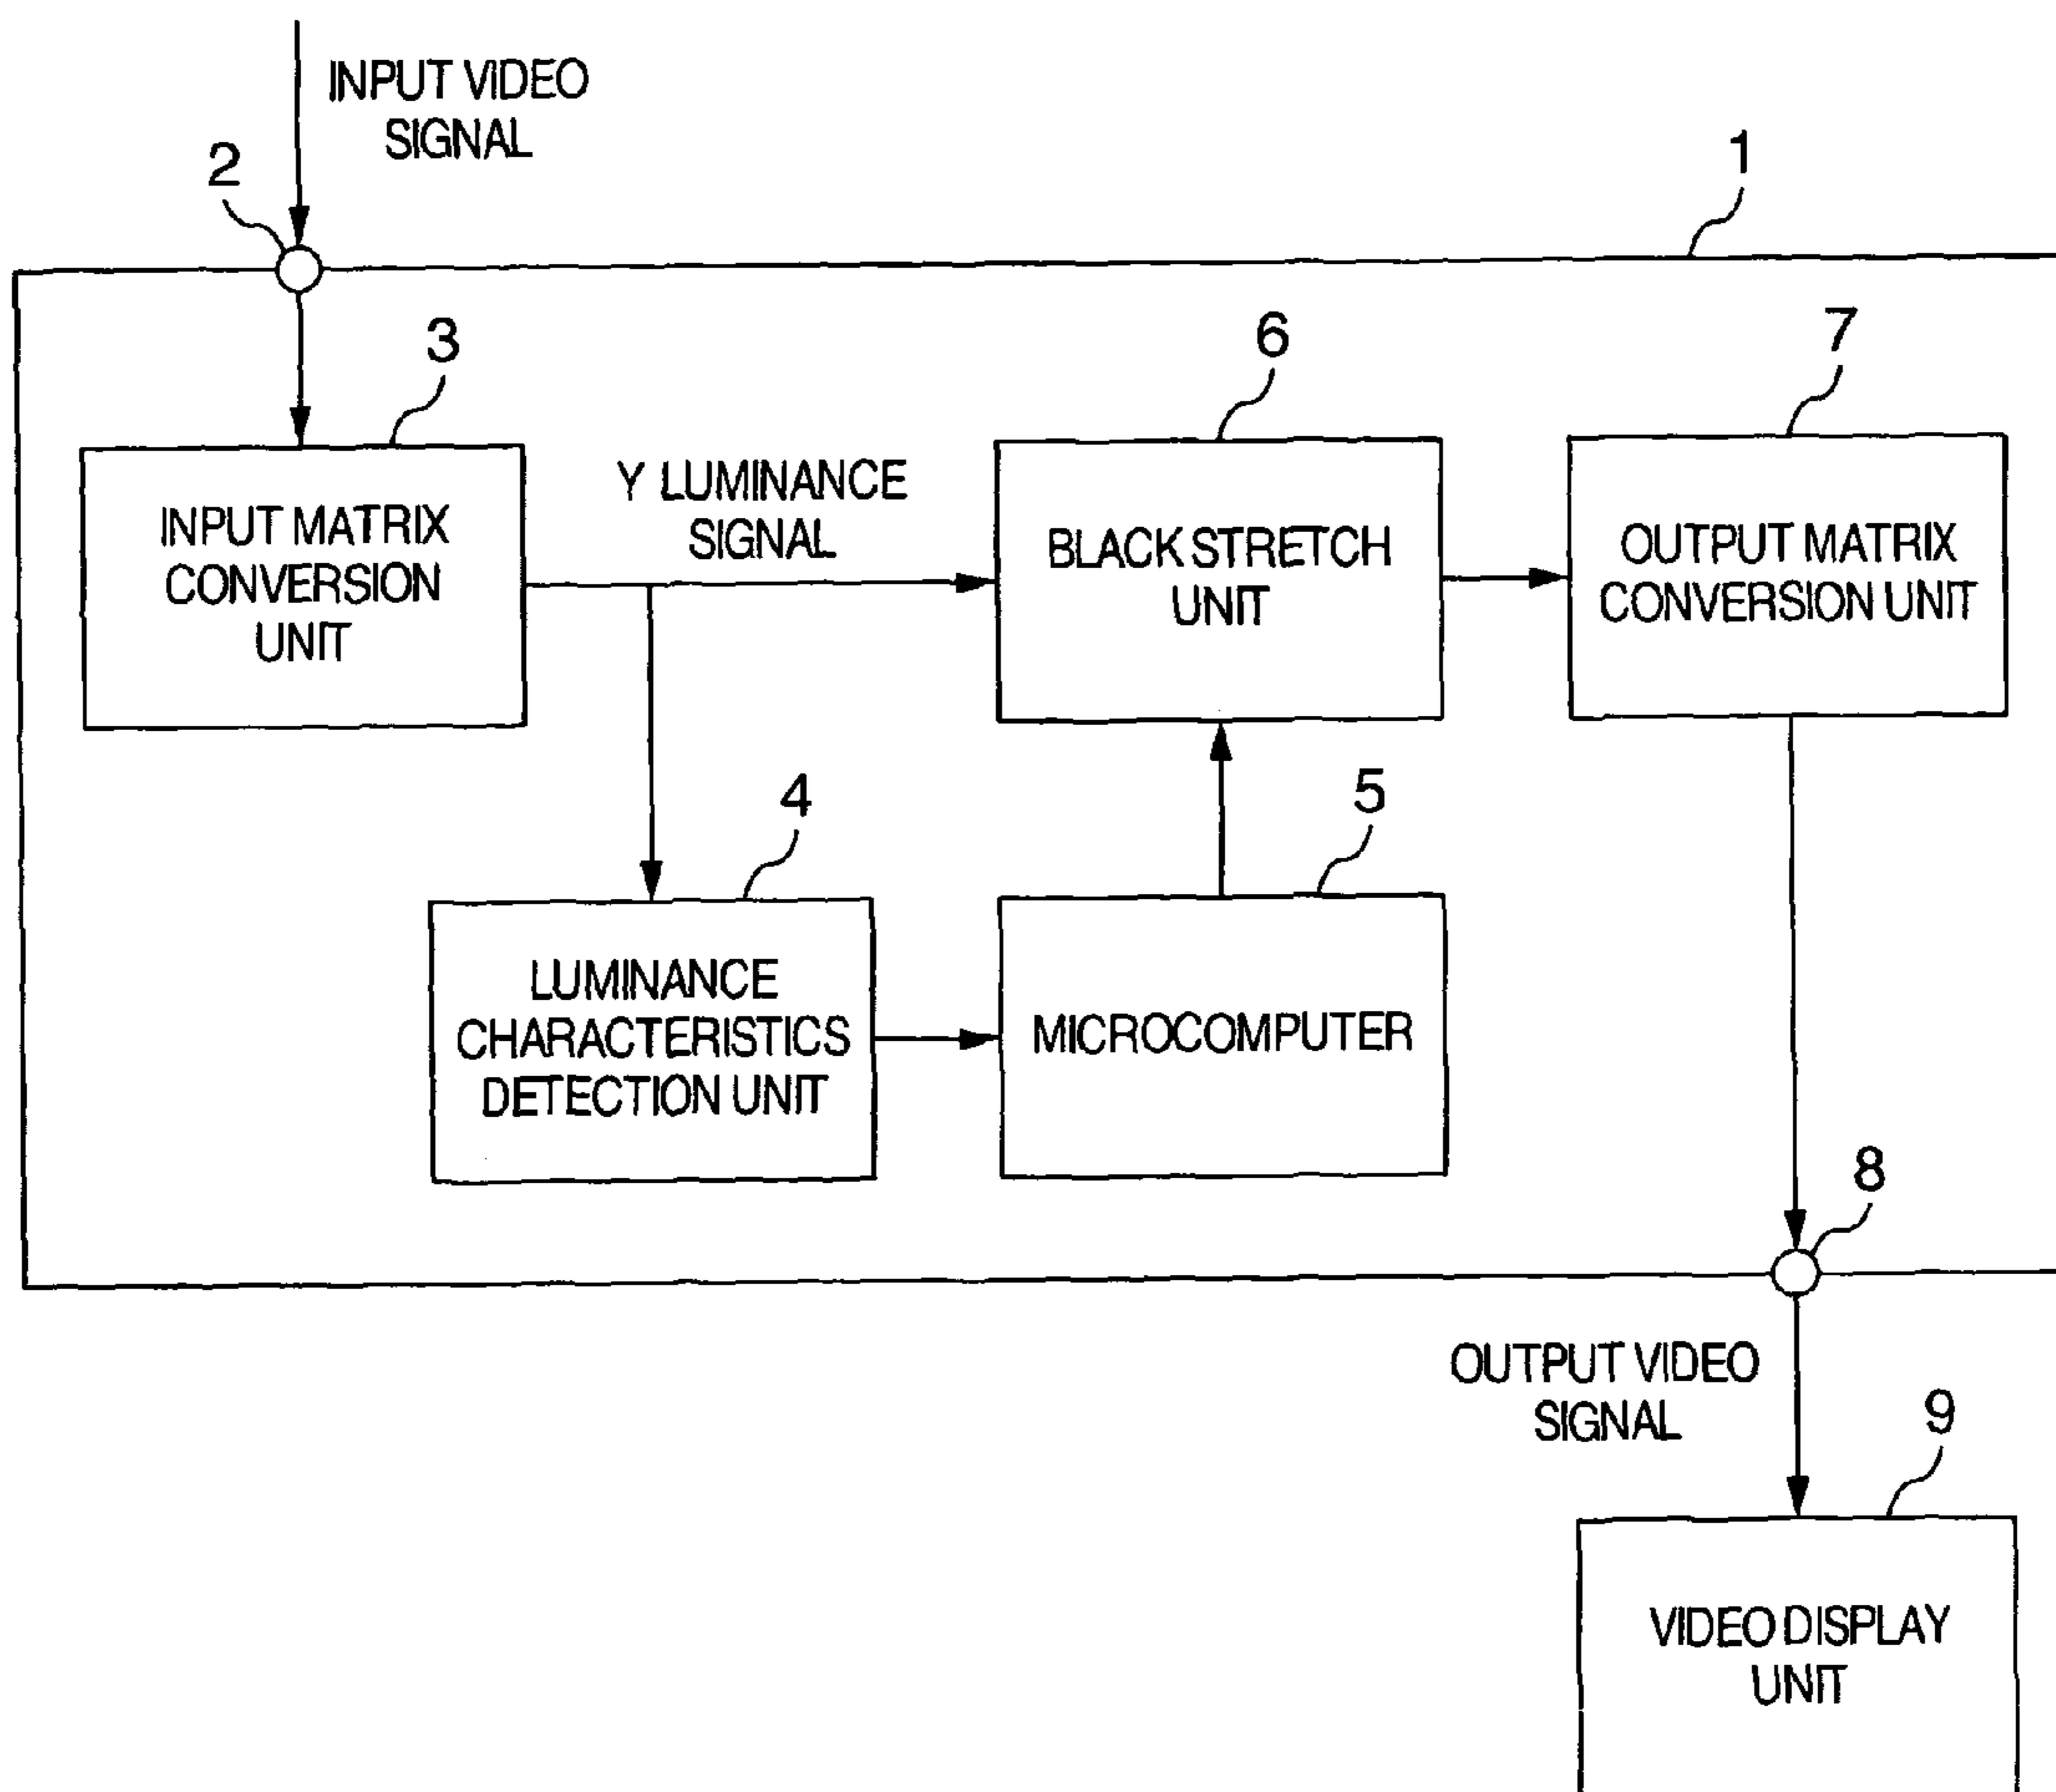 INPUT VIDEO
SIGNAL
2
1
3
6
7
INPUT MATRIX
CONVERSION
UNIT
Y LUMINANCE
SIGNAL
BLACK STRETCH
UNIT
OUTPUT MATRIX
CONVERSION UNIT
4
5
LUMINANCE
CHARACTERISTICS
DETECTION UNIT
MICROCOMPUTER
8
OUTPUT VIDEO
SIGNAL
9
VIDEO DISPLAY
UNIT